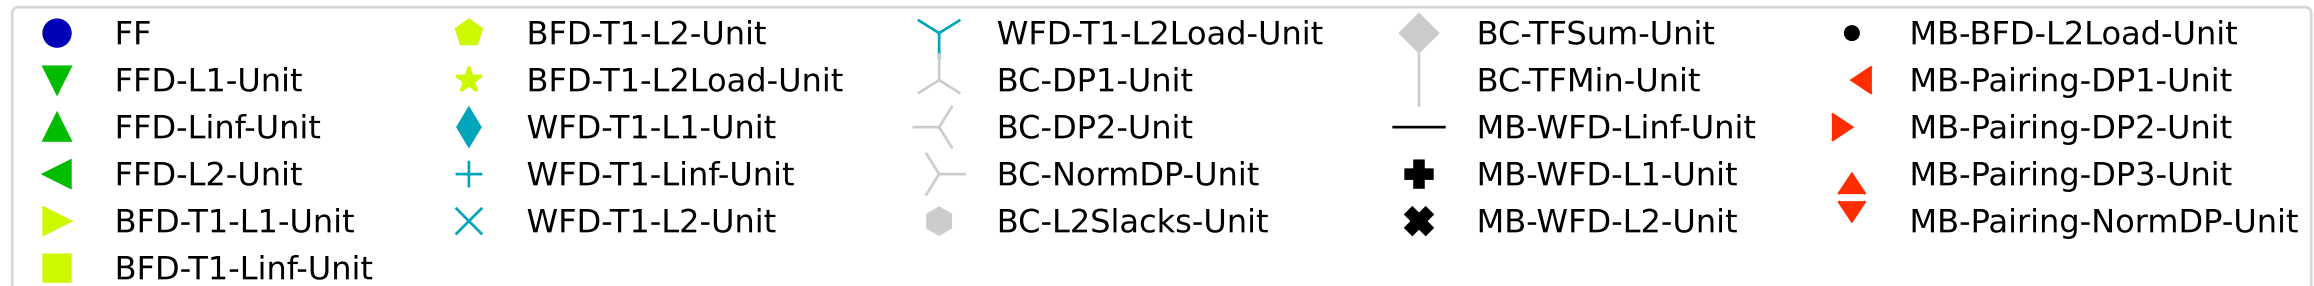 FF
FFD-L1-Unit
FFD-Linf-Unit
FFD-L2-Unit
BFD-T1-L1-Unit
BFD-T1-Linf-Unit
BFD-T1-L2-Unit
BFD-T1-L2Load-Unit
WFD-T1-L1-Unit
WFD-T1-Linf-Unit
WFD-T1-L2-Unit
WFD-T1-L2Load-Unit
BC-DP1-Unit
BC-DP2-Unit
BC-NormDP-Unit
BC-L2Slacks-Unit
BC-TFSum-Unit
BC-TFMin-Unit
MB-WFD-Linf-Unit
MB-WFD-L1-Unit
MB-WFD-L2-Unit
MB-BFD-L2Load-Unit
MB-Pairing-DP1-Unit
MB-Pairing-DP2-Unit
MB-Pairing-DP3-Unit
MB-Pairing-NormDP-Unit